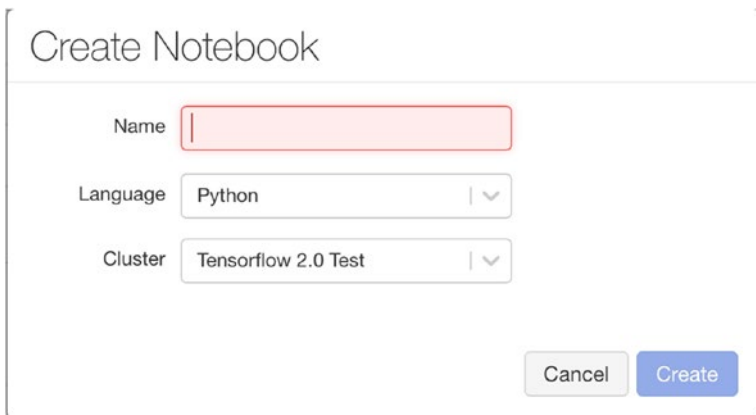 Create Notebook
Name
Language Python
Cluster Tensorflow 2.0 Test
Cancel Create